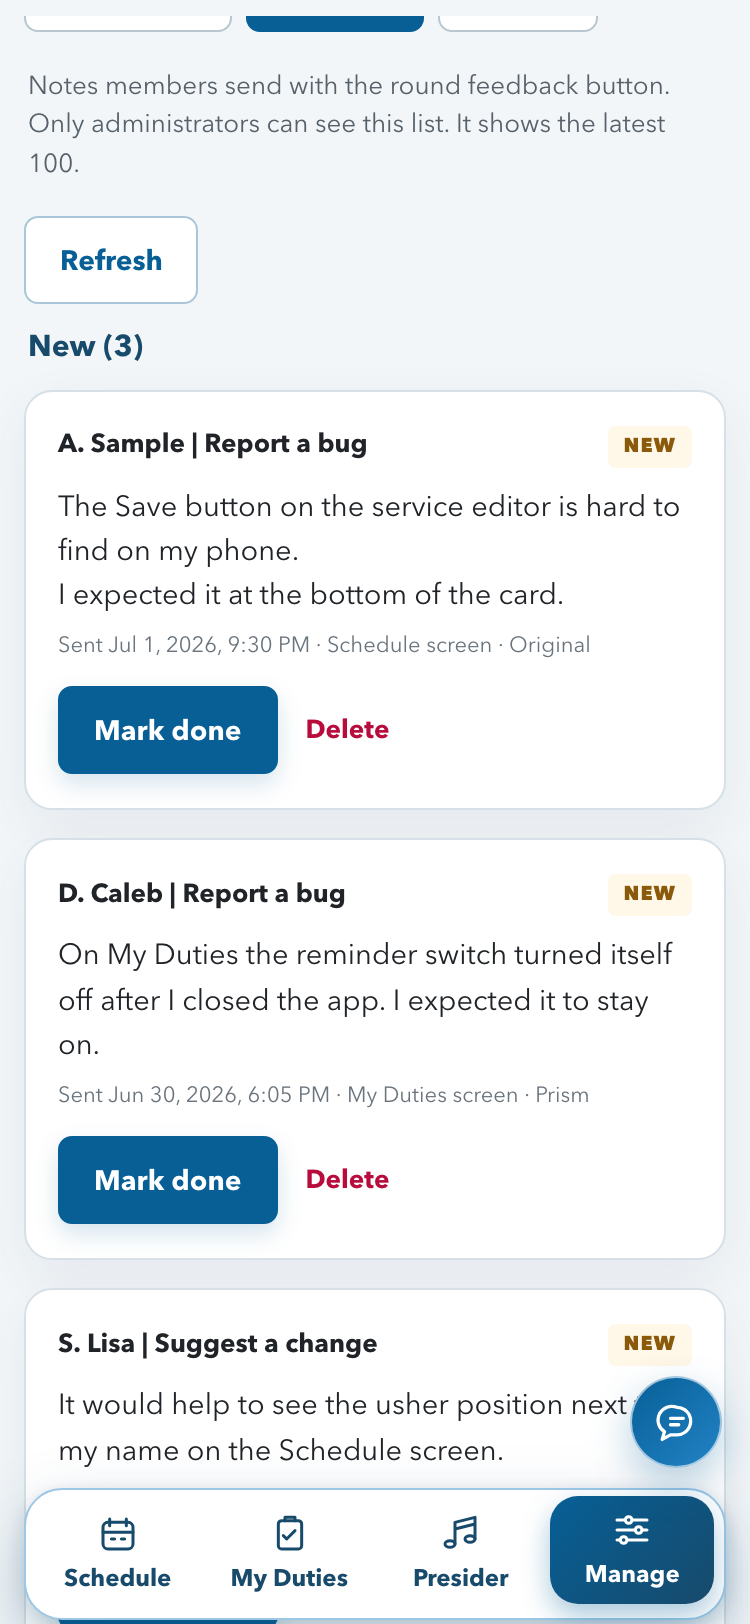 Notes members send with the round feedback button.
Only administrators can see this list. It shows the latest
100.
Refresh
New (3)
A. Sample | Report a bug
NEW
The Save button on the service editor is hard to
find on my phone.
I expected it at the bottom of the card.
Sent Jul 1, 2026, 9:30 PM · Schedule screen · Original
Mark done
Delete
D. Caleb | Report a bug
NEW
On My Duties the reminder switch turned itself
off after I closed the app. I expected it to stay
on.
Sent Jun 30, 2026, 6:05 PM · My Duties screen · Prism
Mark done
Delete
S. Lisa | Suggest a change
NEW
It would help to see the usher position next
my name on the Schedule screen.
Schedule
My Duties
Presider
Manage